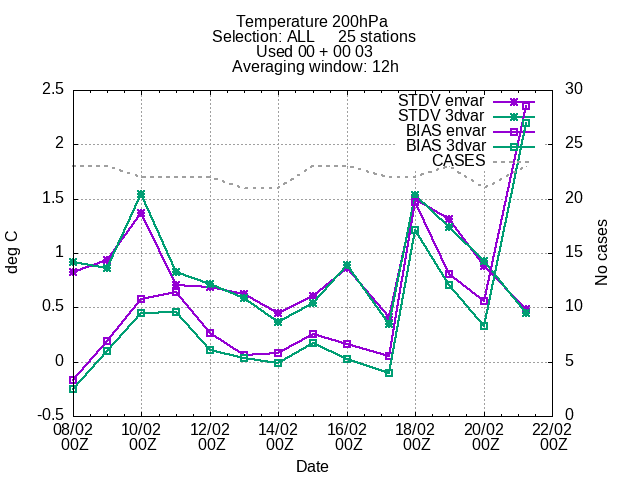 Temperature 200hPa
Selection: ALL 25 stations
Used 00 + 00 03
Averaging window: 12h
2.5 30
STDV envar
STDV 3dvar
BIAS envar
2 25
BIAS 3dvar
CASES
1.5 20
deg C
No cases
1 15
0.5 10
0 5
-0.5 0
08/02 10/02 12/02 14/02 16/02 18/02 20/02 22/02
00Z 00Z 00Z 00Z 00Z 00Z 00Z 00Z
Date